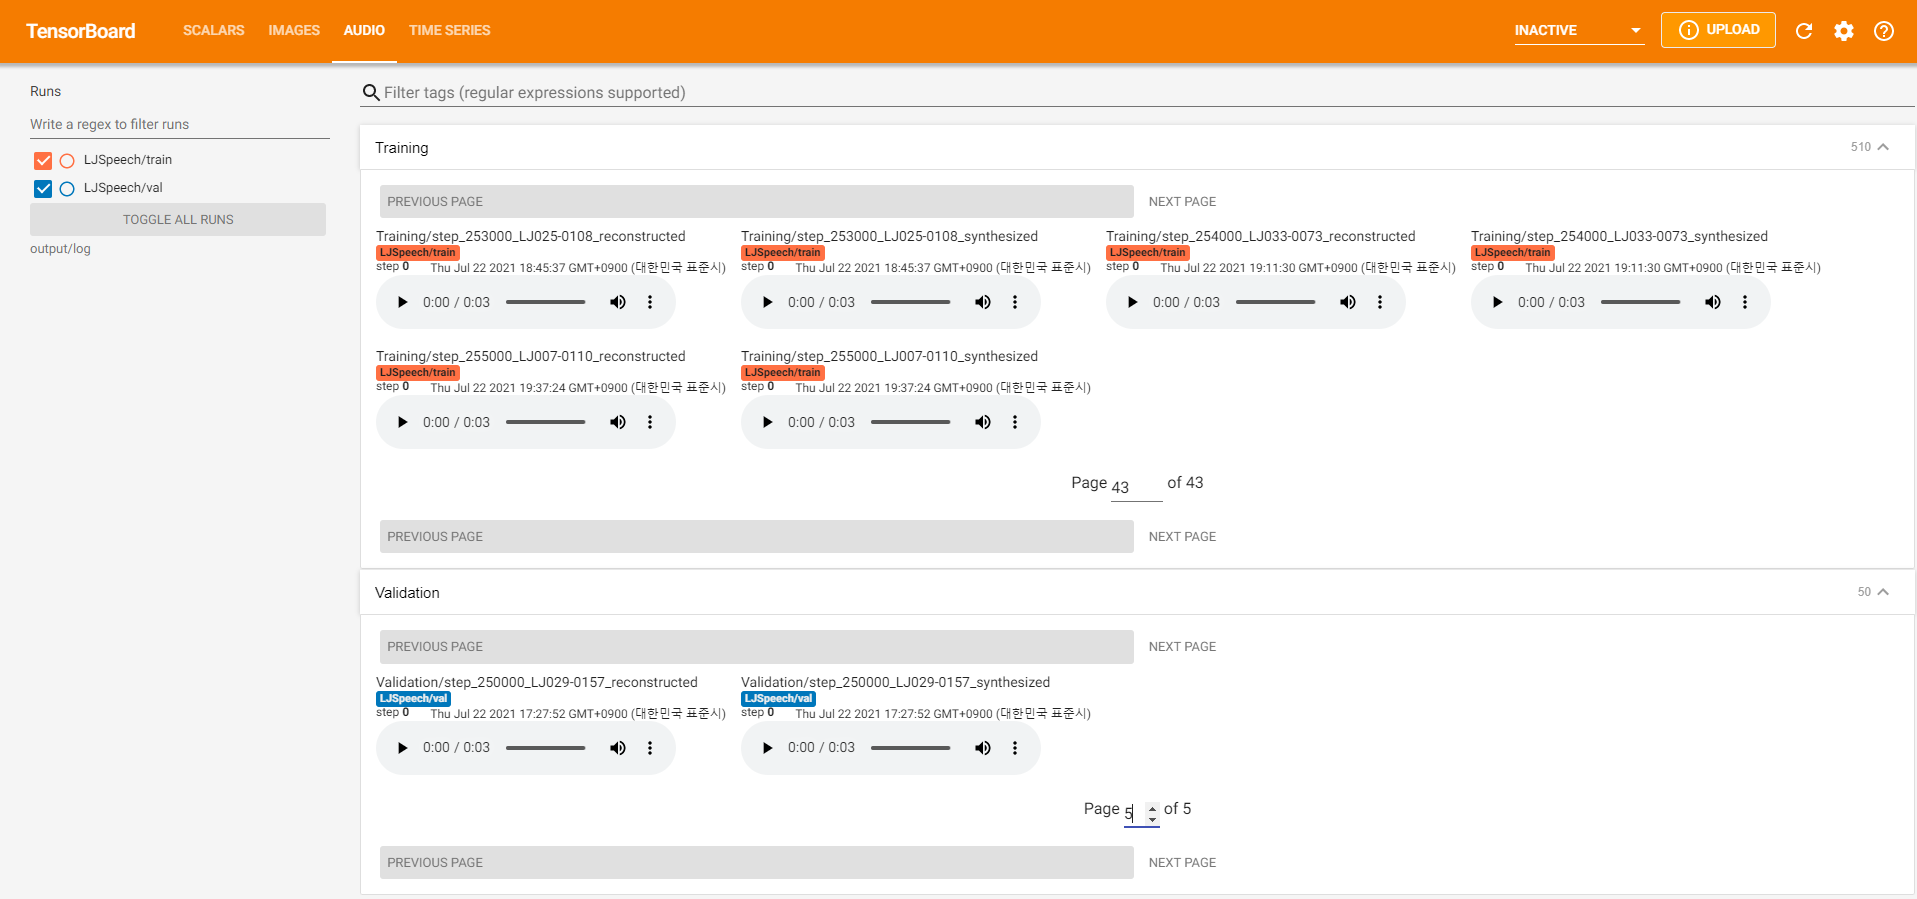 TensorBoard SCALARS IMAGES AUDIO TIME SERIES INACTIVE UPLOAD
Runs
Write a regex to filter runs
LJSpeech/train
LJSpeech/val
TOGGLE ALL RUNS
output/log
Filter tags (regular expressions supported)
Training 510
PREVIOUS PAGE NEXT PAGE
Training/step_253000_LJ025-0108_reconstructed
LJSpeech/train
step 0 Thu Jul 22 2021 18:45:37 GMT+0900 (대한민국 표준시)
0:00 / 0:03
Training/step_253000_LJ025-0108_synthesized
LJSpeech/train
step 0 Thu Jul 22 2021 18:45:37 GMT+0900 (대한민국 표준시)
0:00 / 0:03
Training/step_254000_LJ033-0073_reconstructed
LJSpeech/train
step 0 Thu Jul 22 2021 19:11:30 GMT+0900 (대한민국 표준시)
0:00 / 0:03
Training/step_254000_LJ033-0073_synthesized
LJSpeech/train
step 0 Thu Jul 22 2021 19:11:30 GMT+0900 (대한민국 표준시)
0:00 / 0:03
Training/step_255000_LJ007-0110_reconstructed
LJSpeech/train
step 0 Thu Jul 22 2021 19:37:24 GMT+0900 (대한민국 표준시)
0:00 / 0:03
Training/step_255000_LJ007-0110_synthesized
LJSpeech/train
step 0 Thu Jul 22 2021 19:37:24 GMT+0900 (대한민국 표준시)
0:00 / 0:03
Page 43 of 43
PREVIOUS PAGE NEXT PAGE
Validation 50
PREVIOUS PAGE NEXT PAGE
Validation/step_250000_LJ029-0157_reconstructed
LJSpeech/val
step 0 Thu Jul 22 2021 17:27:52 GMT+0900 (대한민국 표준시)
0:00 / 0:03
Validation/step_250000_LJ029-0157_synthesized
LJSpeech/val
step 0 Thu Jul 22 2021 17:27:52 GMT+0900 (대한민국 표준시)
0:00 / 0:03
Page 5 of 5
PREVIOUS PAGE NEXT PAGE